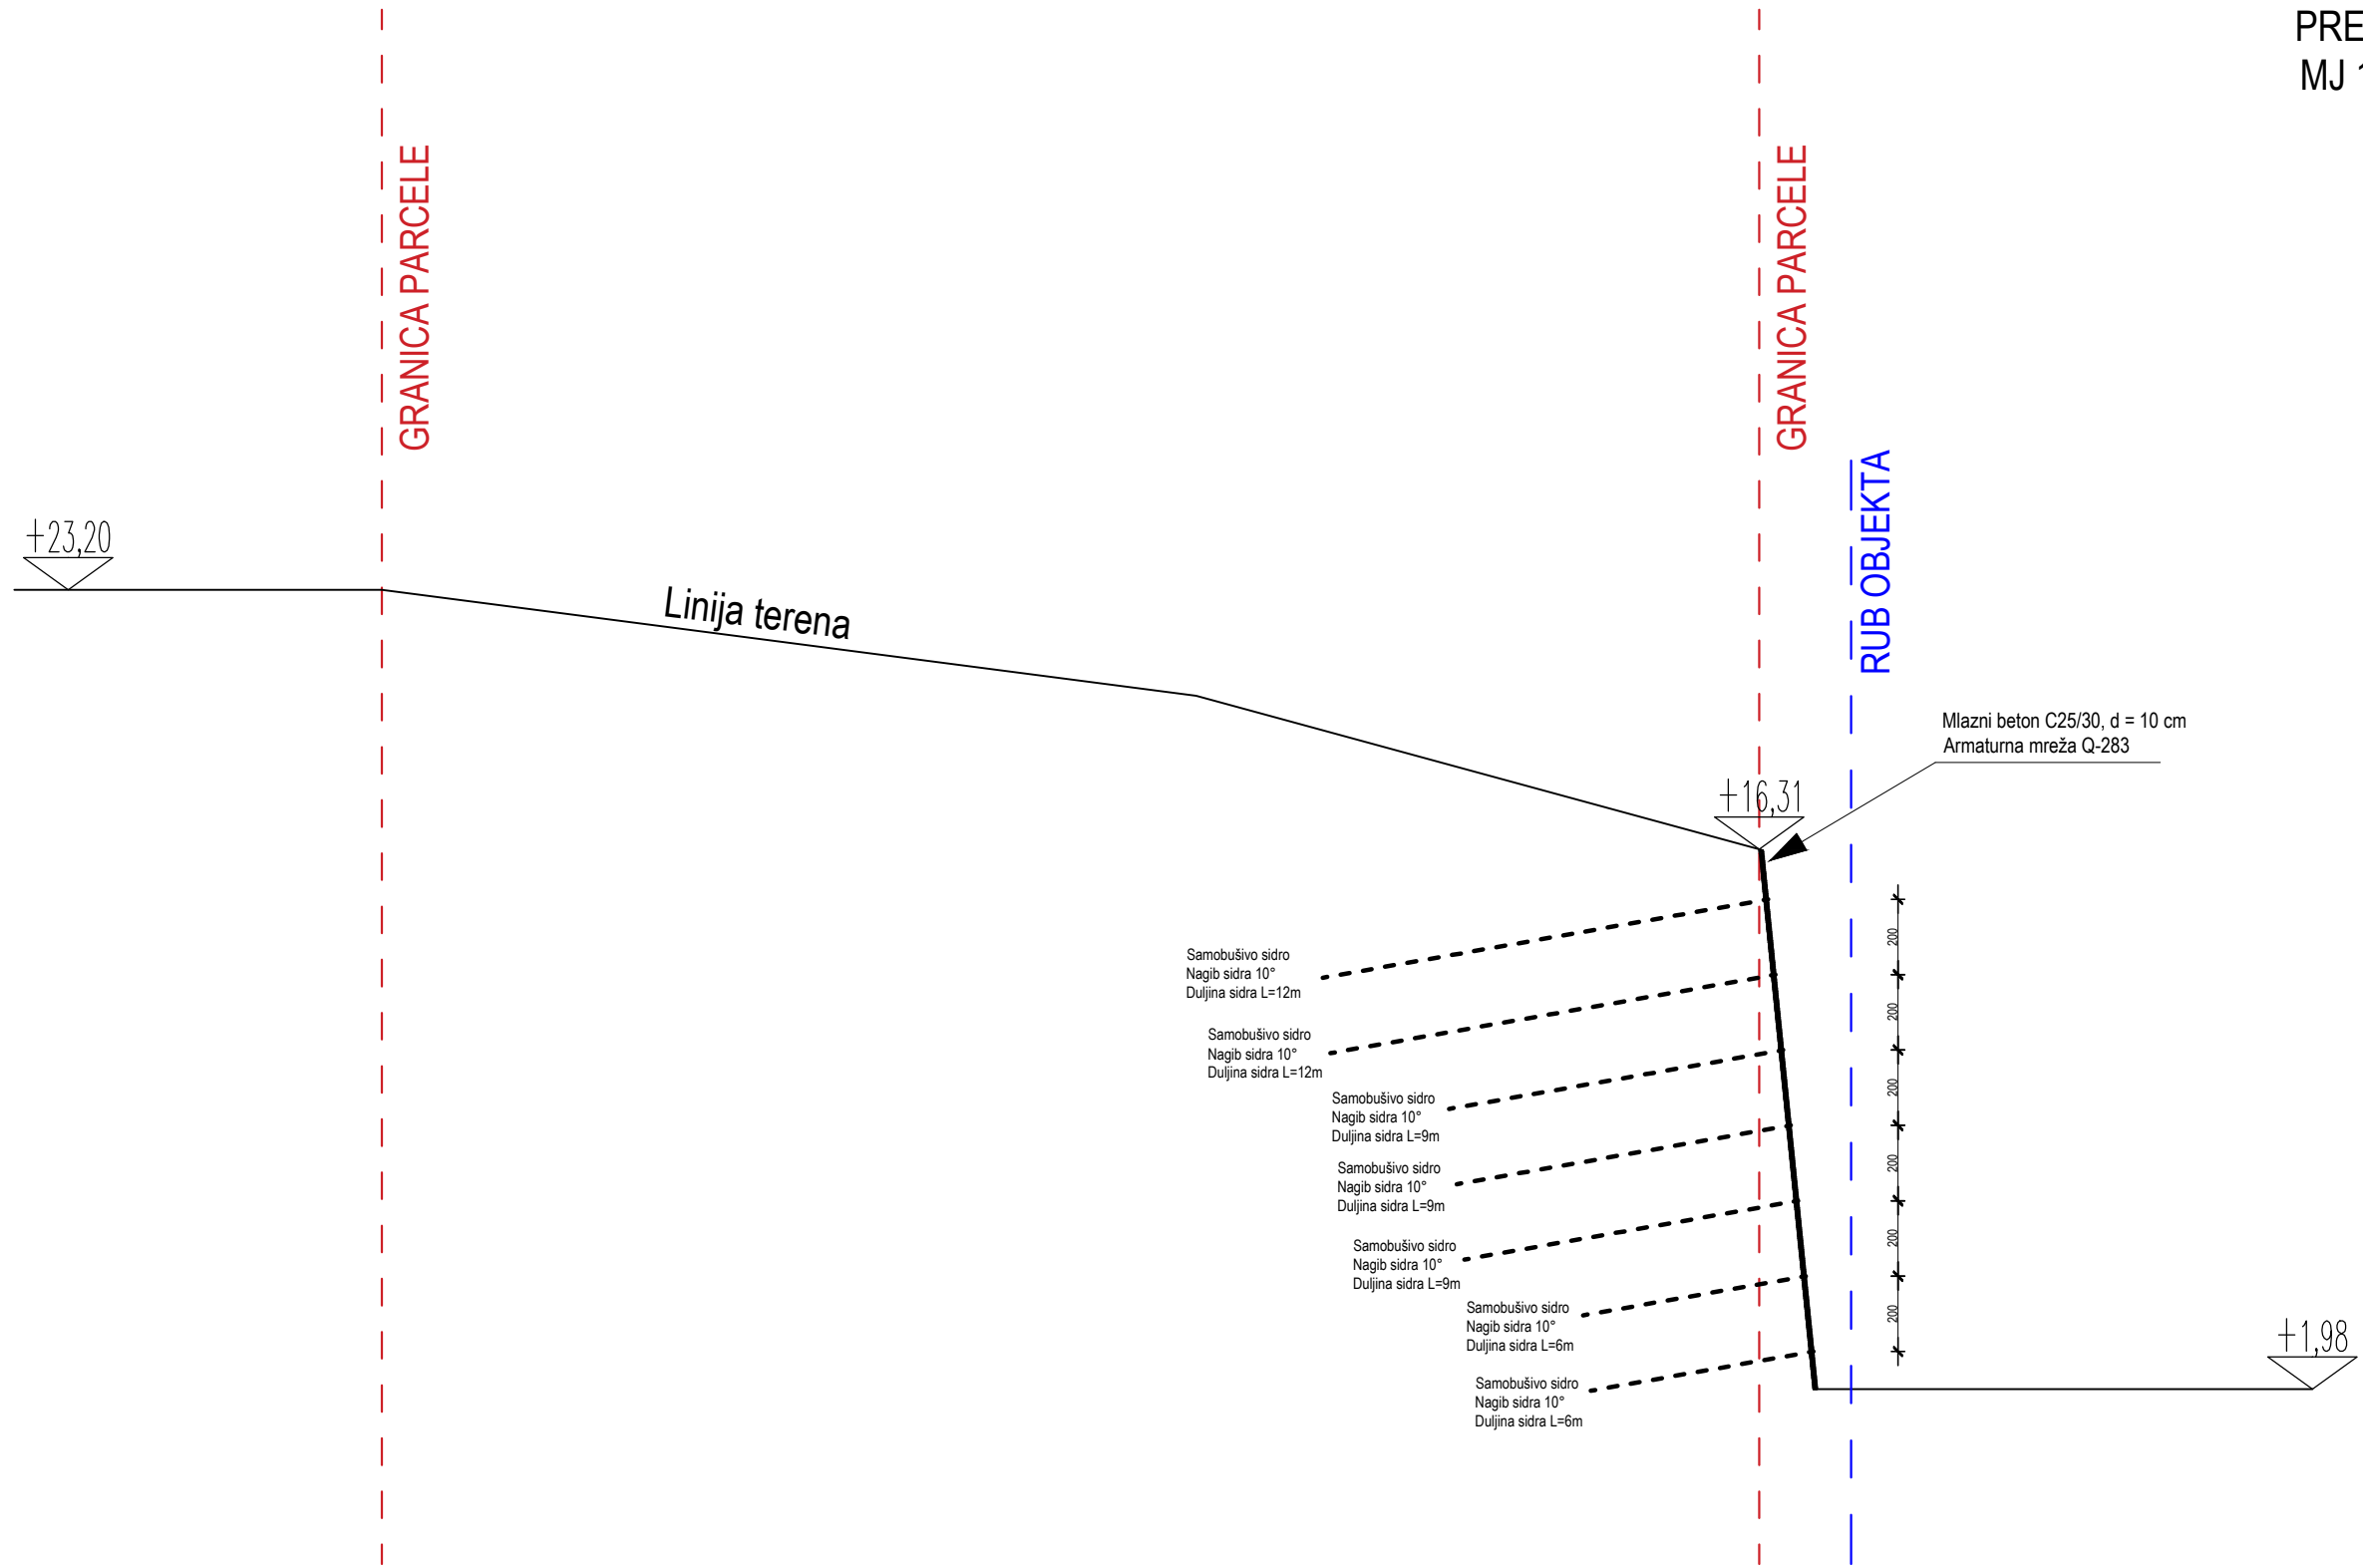 PRE
MJ 1
GRANICA PARCELE
GRANICA PARCELE
RUB OBJEKTA
+23,20
Linija terena
Mlazni beton C25/30, d = 10 cm
Armaturna mreža Q-283
+16,31
Samobušivo sidro
Nagib sidra 10°
Duljina sidra L=12m
Samobušivo sidro
Nagib sidra 10°
Duljina sidra L=12m
Samobušivo sidro
Nagib sidra 10°
Duljina sidra L=9m
Samobušivo sidro
Nagib sidra 10°
Duljina sidra L=9m
Samobušivo sidro
Nagib sidra 10°
Duljina sidra L=9m
Samobušivo sidro
Nagib sidra 10°
Duljina sidra L=6m
Samobušivo sidro
Nagib sidra 10°
Duljina sidra L=6m
200
200
200
200
200
200
+1,98